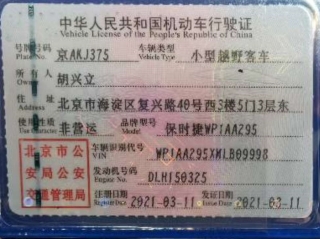 中华人民共和国机动车行驶证
Vehicle License of the People's Republic of China
号牌号码 京AKJ375 车辆类型 小型越野客车
Plate No. Vehicle Type
所有人 胡兴立
Owner
住址 北京市海淀区复兴路40号西3楼5门3层东
Address
使用性质 非营运 品牌型号 保时捷WP1AA295
Use Character Model
北京市公 车辆识别代号 WP1AA295XMLB09998
VIN
安局公安 发动机号码 DLH150325
Engine No.
交通管理局 注册日期 2021-03-11 发证日期 2021-03-11
Register Date Issue Date